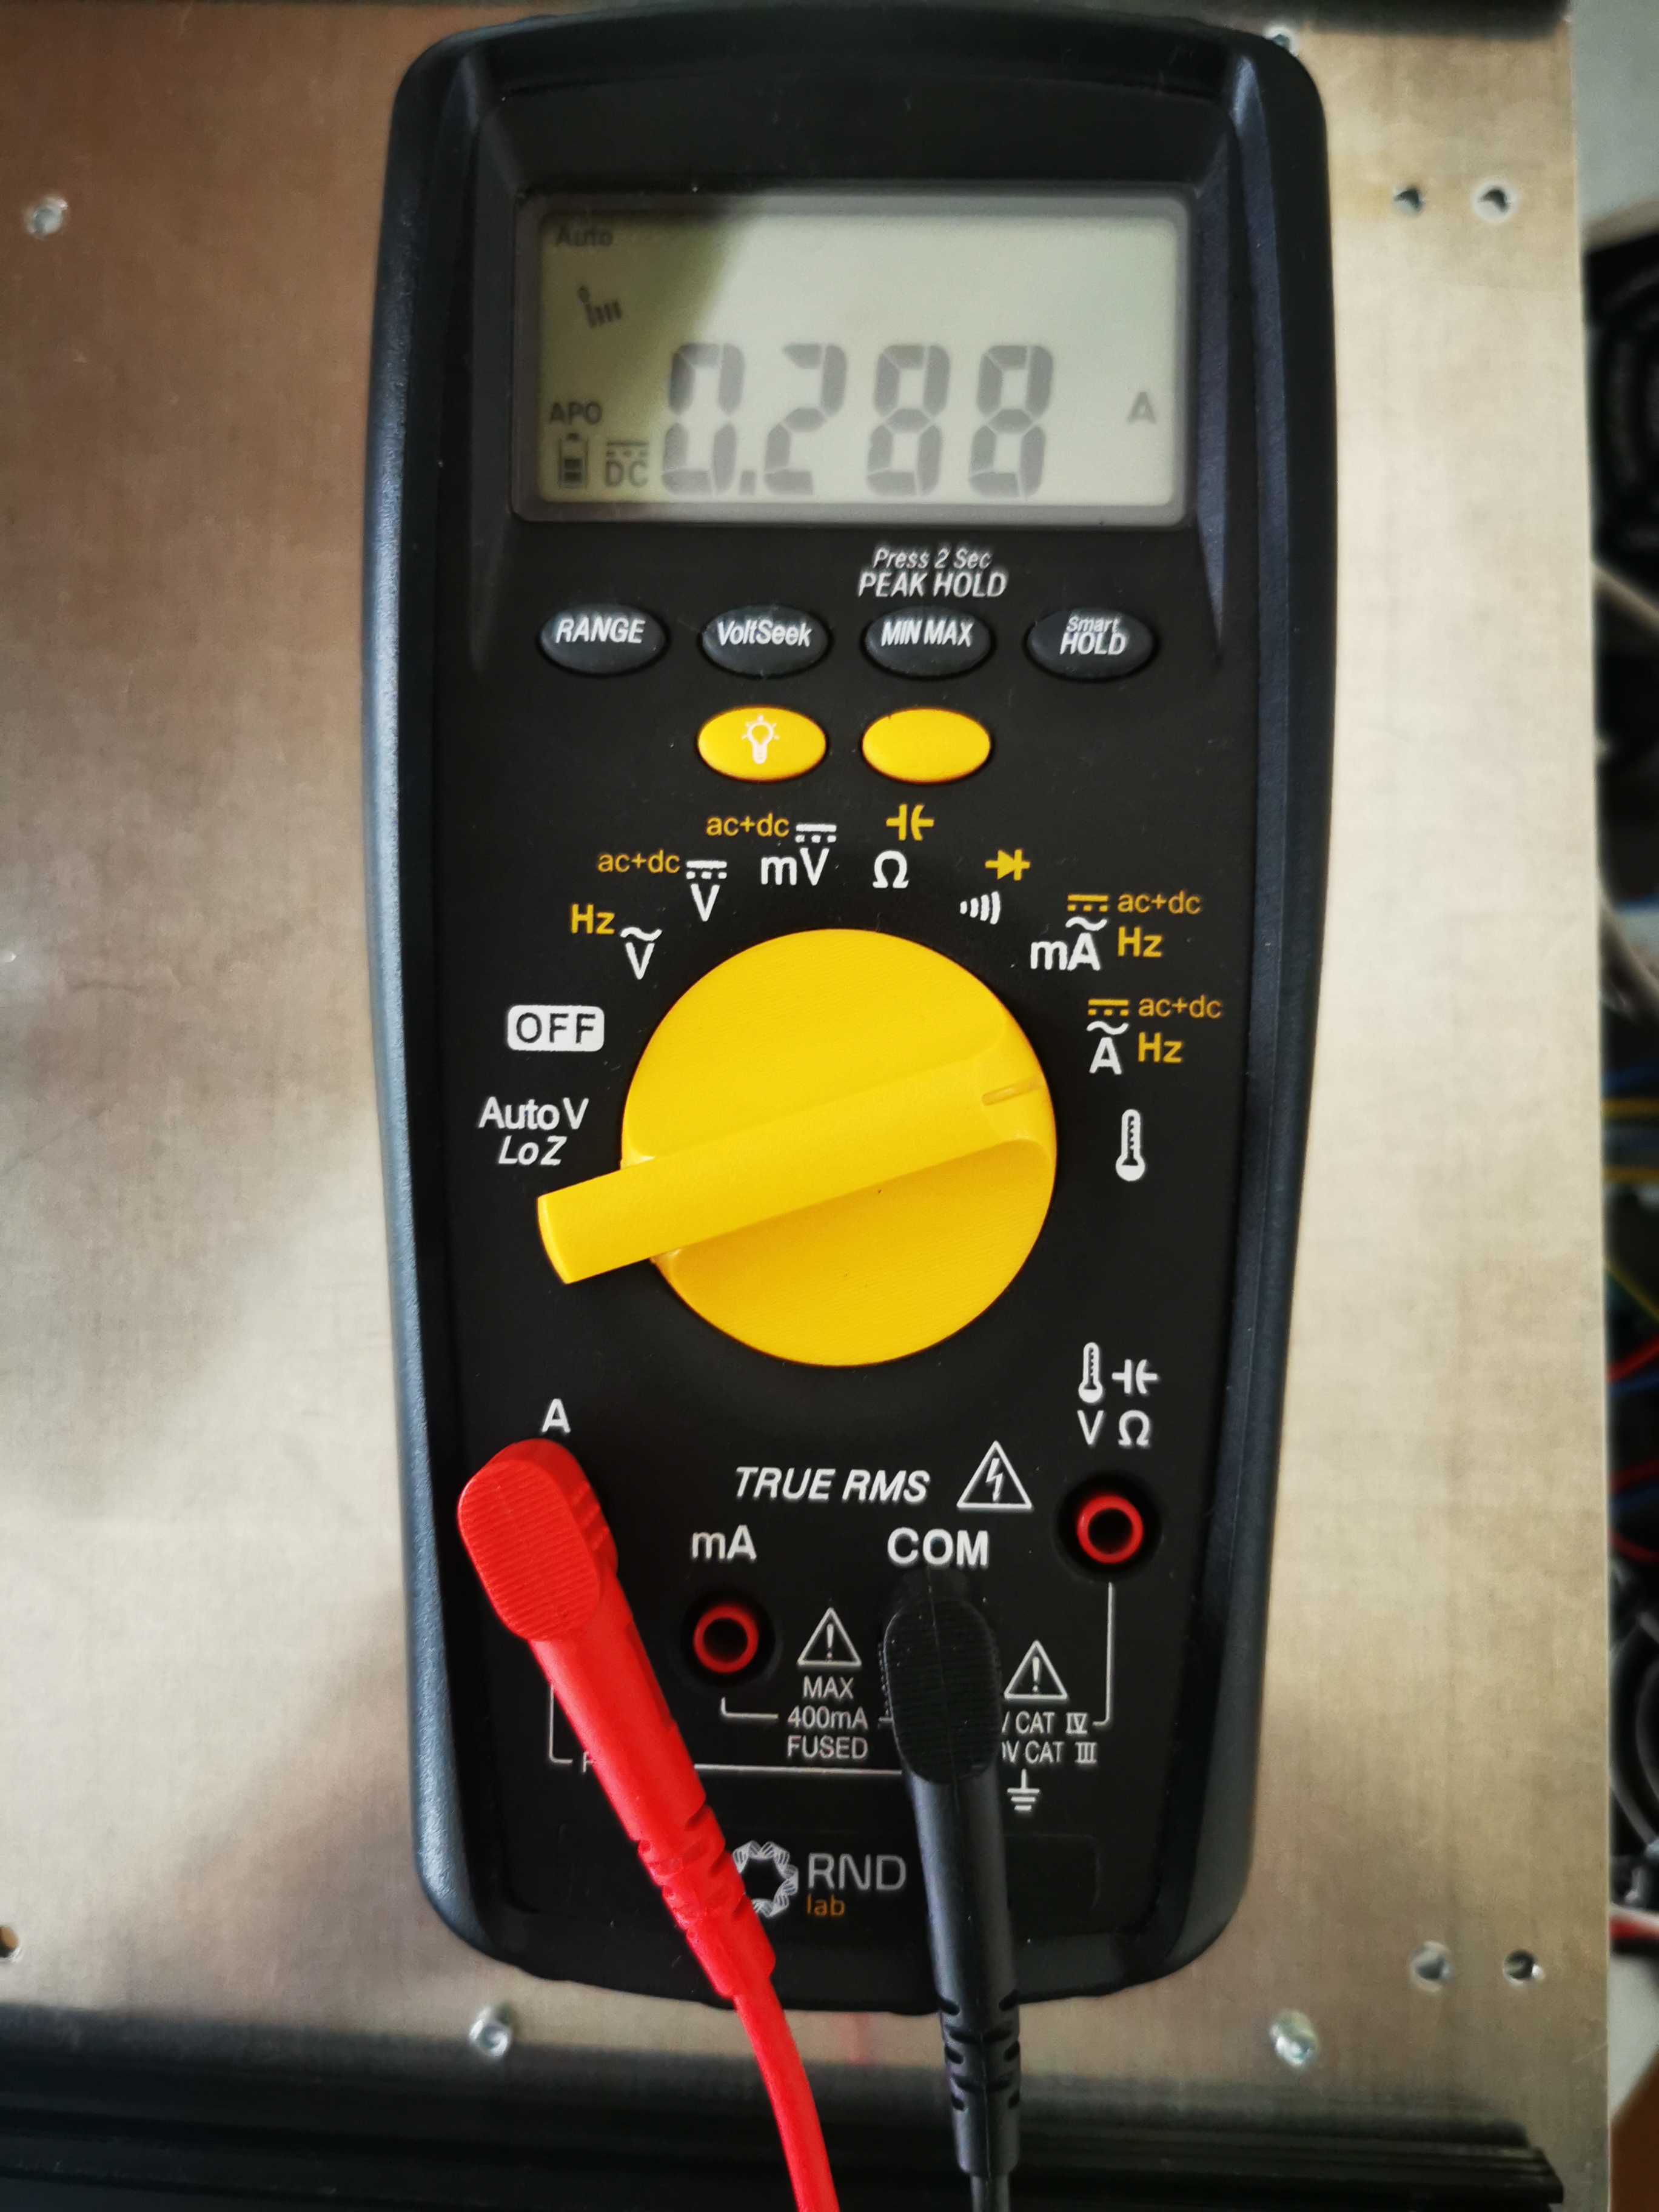 Auto
0.288 A
APO
DC
Press 2 Sec
PEAK HOLD
RANGE
VoltSeek
MIN MAX
Smart
HOLD
ac+dc mV
ac+dc V
Hz V
Ω
mA ac+dc
Hz
A ac+dc
Hz
OFF
Auto V
LoZ
A
V Ω
TRUE RMS
mA
COM
MAX
400mA
FUSED
V CAT IV
V CAT III
RND
lab